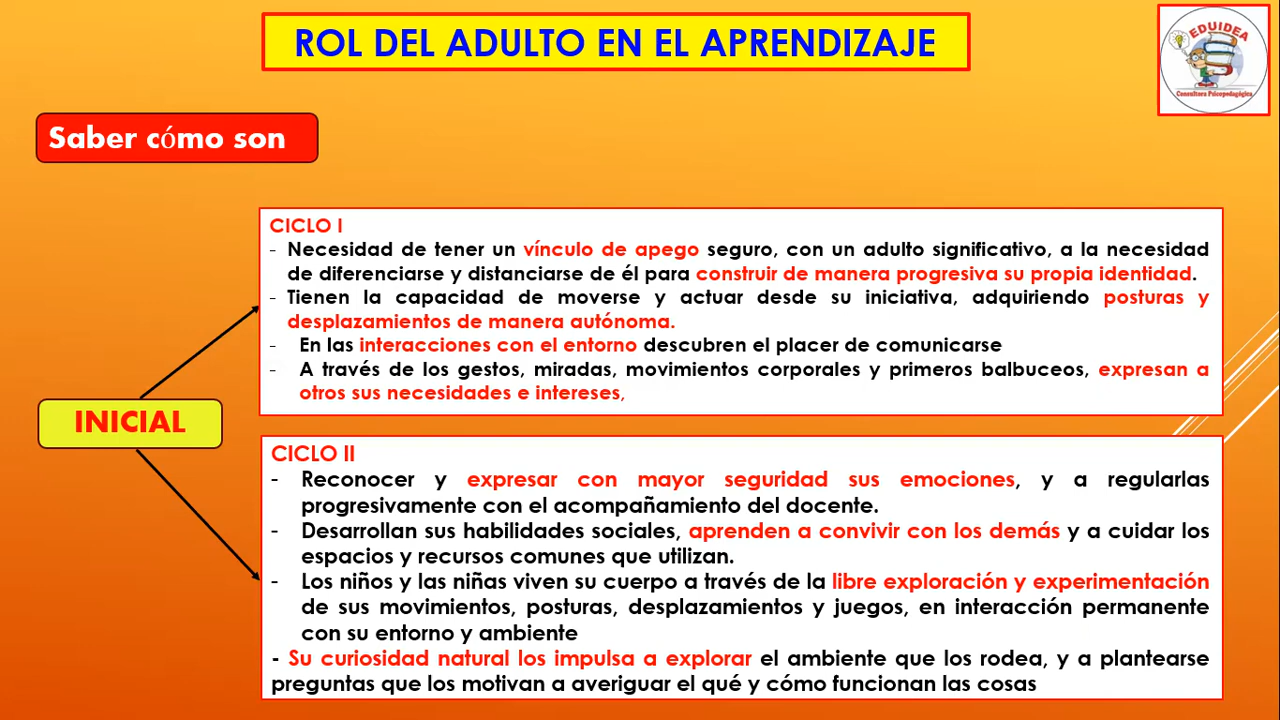 ROL DEL ADULTO EN EL APRENDIZAJE
EDUIDEA
Consultora Psicopedagógica
Saber cómo son
CICLO I
- Necesidad de tener un vínculo de apego seguro, con un adulto significativo, a la necesidad
de diferenciarse y distanciarse de él para construir de manera progresiva su propia identidad.
- Tienen la capacidad de moverse y actuar desde su iniciativa, adquiriendo posturas y
desplazamientos de manera autónoma.
- En las interacciones con el entorno descubren el placer de comunicarse
- A través de los gestos, miradas, movimientos corporales y primeros balbuceos, expresan a
otros sus necesidades e intereses,
INICIAL
CICLO II
- Reconocer y expresar con mayor seguridad sus emociones, y a regularlas
progresivamente con el acompañamiento del docente.
- Desarrollan sus habilidades sociales, aprenden a convivir con los demás y a cuidar los
espacios y recursos comunes que utilizan.
- Los niños y las niñas viven su cuerpo a través de la libre exploración y experimentación
de sus movimientos, posturas, desplazamientos y juegos, en interacción permanente
con su entorno y ambiente
- Su curiosidad natural los impulsa a explorar el ambiente que los rodea, y a plantearse
preguntas que los motivan a averiguar el qué y cómo funcionan las cosas